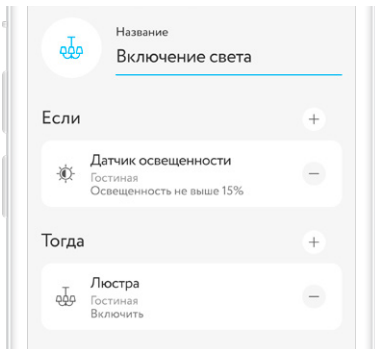 Название
Включение света
Если
Датчик освещенности
Гостиная
Освещенность не выше 15%
Тогда
Люстра
Гостиная
Включить